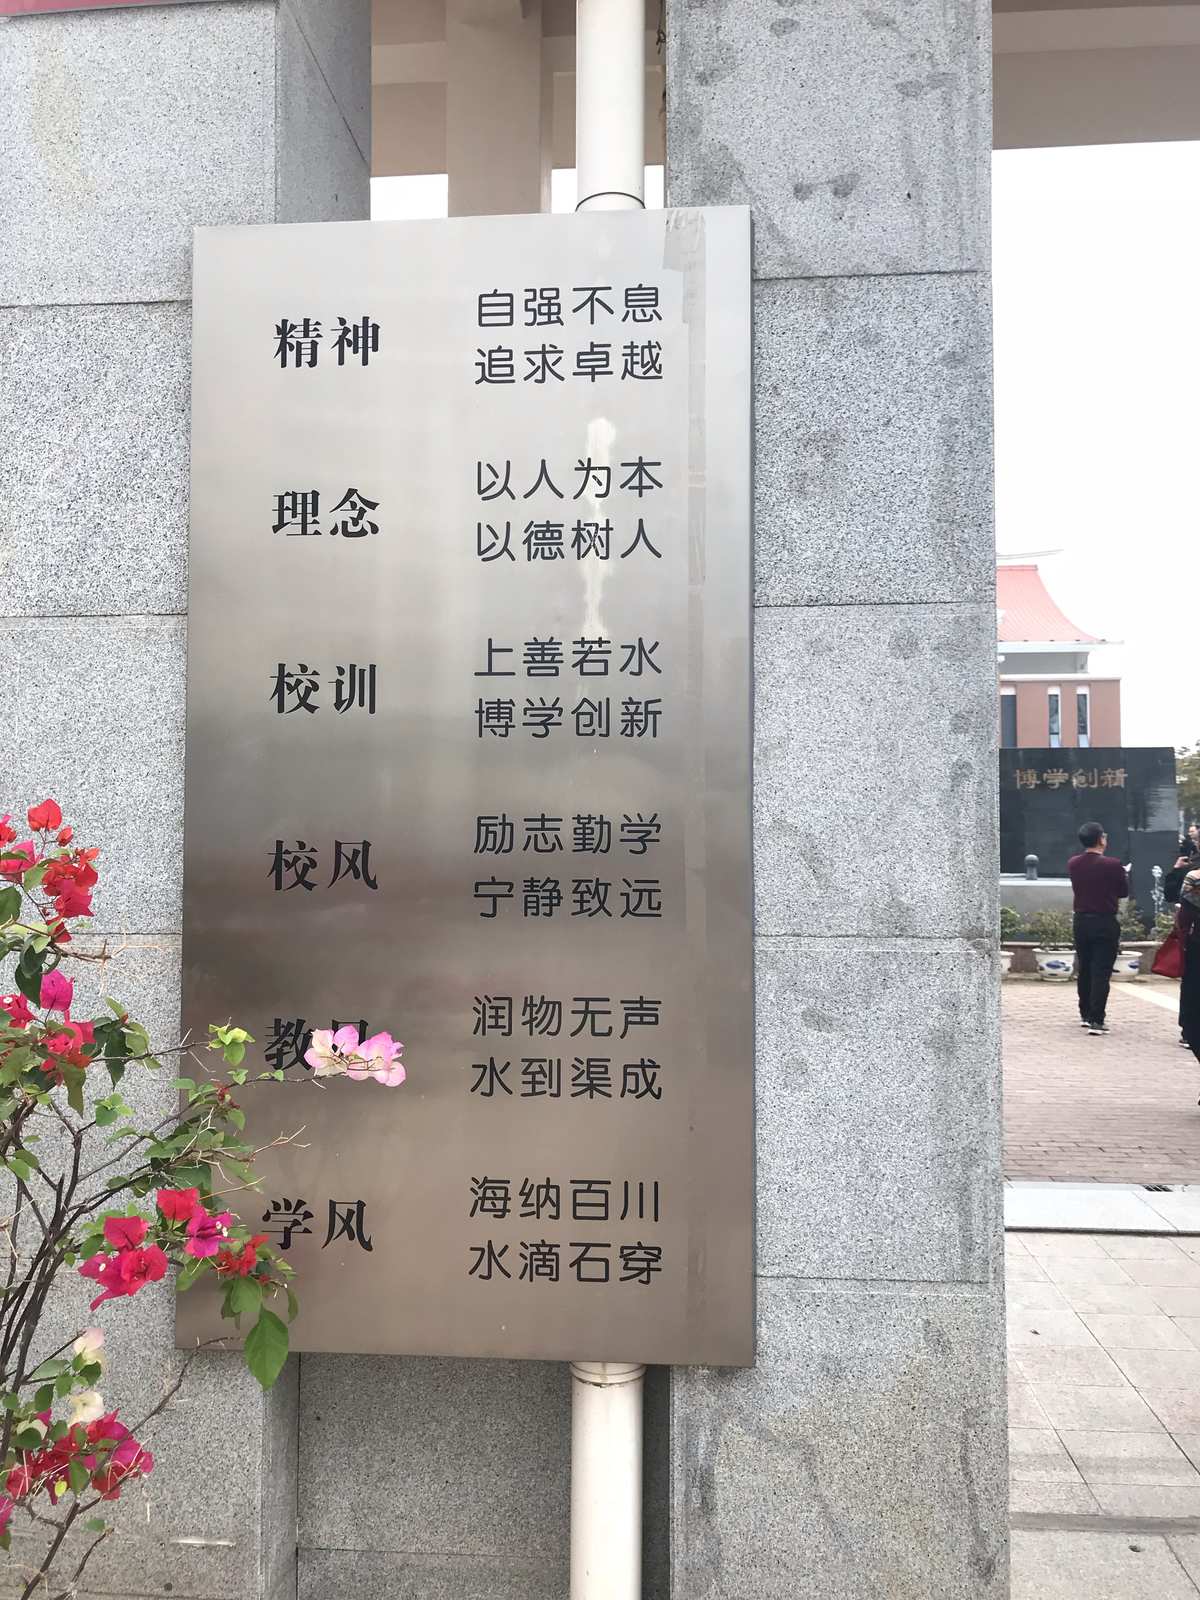 精神
自强不息
追求卓越
理念
以人为本
以德树人
校训
上善若水
博学创新
校风
励志勤学
宁静致远
教风
润物无声
水到渠成
学风
海纳百川
水滴石穿
博学创新